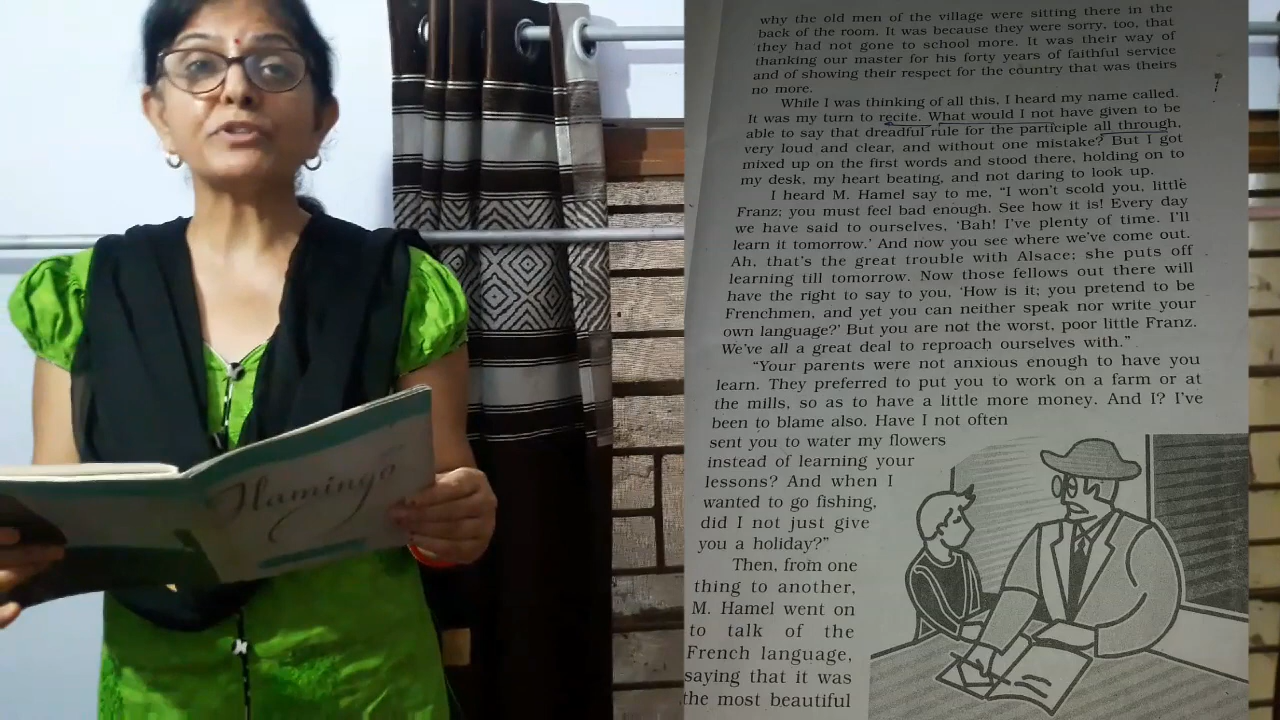 Flamingo
why the old men of the village were sitting there in the
back of the room. It was because they were sorry, too, that
they had not gone to school more. It was their way of
thanking our master for his forty years of faithful service
and of showing their respect for the country that was theirs
no more.
While I was thinking of all this, I heard my name called.
It was my turn to recite. What would I not have given to be
able to say that dreadful rule for the participle all through,
very loud and clear, and without one mistake? But I got
mixed up on the first words and stood there, holding on to
my desk, my heart beating, and not daring to look up.
I heard M. Hamel say to me, “I won't scold you, little
Franz; you must feel bad enough. See how it is! Every day
we have said to ourselves, ‘Bah! I've plenty of time. I'll
learn it tomorrow.’ And now you see where we've come out.
Ah, that's the great trouble with Alsace; she puts off
learning till tomorrow. Now those fellows out there will
have the right to say to you, ‘How is it; you pretend to be
Frenchmen, and yet you can neither speak nor write your
own language?’ But you are not the worst, poor little Franz.
We've all a great deal to reproach ourselves with.”
“Your parents were not anxious enough to have you
learn. They preferred to put you to work on a farm or at
the mills, so as to have a little more money. And I? I've
been to blame also. Have I not often
sent you to water my flowers
instead of learning your
lessons? And when I
wanted to go fishing,
did I not just give
you a holiday?”
Then, from one
thing to another,
M. Hamel went on
to talk of the
French language,
saying that it was
the most beautiful